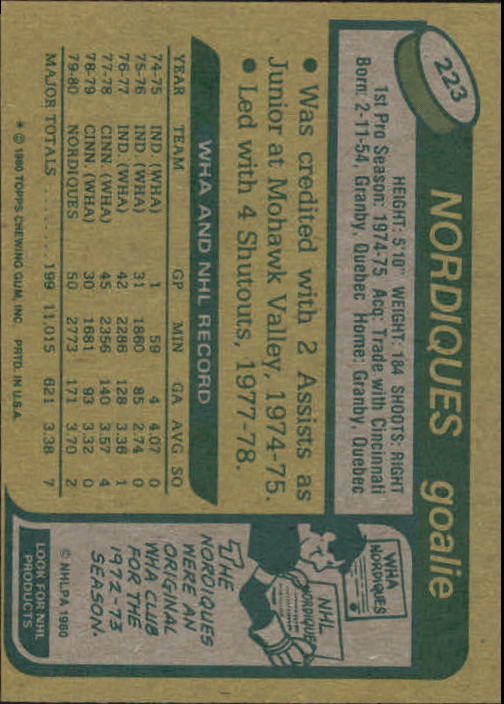 223
NORDIQUES goalie
HEIGHT: 5'10" WEIGHT: 184 SHOOTS: RIGHT
1st Pro Season: 1974-75 Acq: Trade with Cincinnati
Born: 2-11-54, Granby, Quebec Home: Granby, Quebec
● Was credited with 2 Assists as
Junior at Mohawk Valley, 1974-75.
● Led with 4 Shutouts, 1977-78.
WHA AND NHL RECORD
YEAR TEAM GP MIN GA AVG SO
74-75 IND. (WHA) 1 59 4 4.07 0
75-76 IND. (WHA) 31 1860 85 2.74 0
76-77 IND. (WHA) 42 2286 128 3.36 1
77-78 CINN. (WHA) 45 2356 140 3.57 4
78-79 CINN. (WHA) 30 1681 93 3.32 0
79-80 NORDIQUES 50 2773 171 3.70 2
MAJOR TOTALS ....... 199 11,015 621 3.38 7
* © 1980 TOPPS CHEWING GUM, INC PRTD. IN U.S.A.
WHA
NORDIQUES
NHL
NORDIQUES
THE
NORDIQUES
WERE AN
ORIGINAL
WHA CLUB
FOR THE
1972-73
SEASON.
© NHLPA 1980
LOOK FOR NHL
PRODUCTS